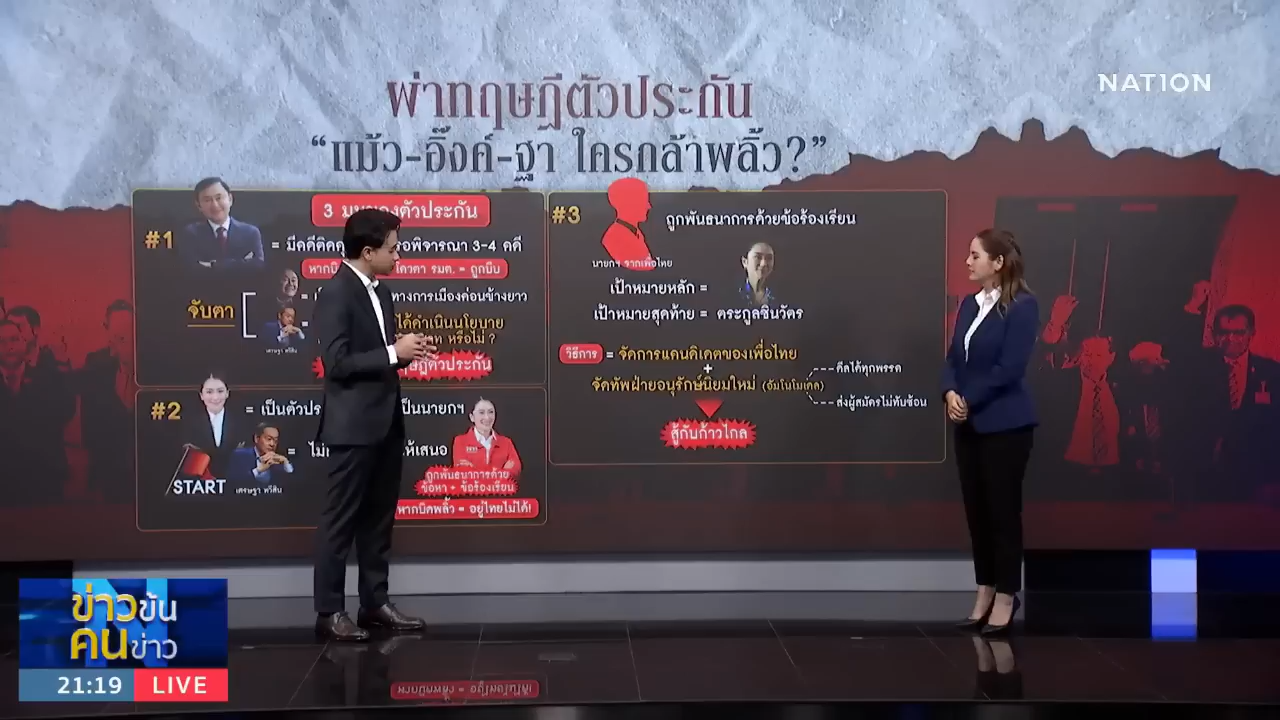 NATION
ผ่าทฤษฎีตัวประกัน
“แม้ว-อิ๊งค์-ฐา ใครกล้าพลิ้ว?”
3 ตัวประกัน
#1
= มีคดีติด พิจารณา 3-4 คดี
หาก รมต. = ถูกบีบ
จับตา
ทางการเมืองค่อนข้างยาว
ได้ดำเนินนโยบาย
หรือไม่ ?
เศรษฐา ทวีสิน
ตัวประกัน
#2
= เป็นตัว เป็นนายกฯ
START
เศรษฐา ทวีสิน
= ให้เสนอ
ถูกพันธนาการด้วย
ข้อหา + ข้อร้องเรียน
หากบิดพลิ้ว = อยู่ไทยไม่ได้!
#3
ถูกพันธนาการด้วยข้อร้องเรียน
นายกฯ จากเพื่อไทย
เป้าหมายหลัก =
เป้าหมายสุดท้าย = ตระกูลชินวัตร
วิธีการ = จัดการแคนดิเดตของเพื่อไทย
+
จัดทัพฝ่ายอนุรักษ์นิยมใหม่ (อัมโนโมเดล)
ดีลได้ทุกพรรค
ส่งผู้สมัครไม่ทับซ้อน
สู้กับก้าวไกล
ข่าวข้น
คนข่าว
21:19 LIVE